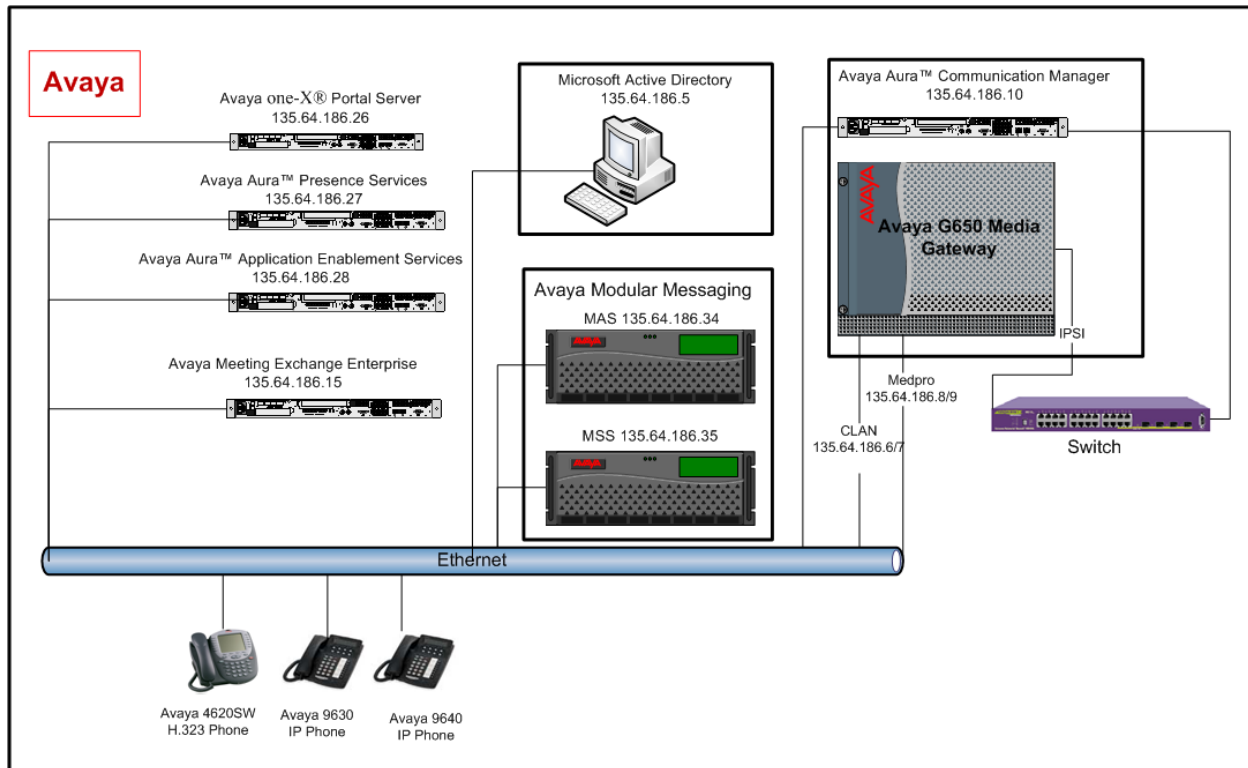 Avaya
Avaya one-X® Portal Server
135.64.186.26
Avaya Aura™ Presence Services
135.64.186.27
Avaya Aura™ Application Enablement Services
135.64.186.28
Avaya Meeting Exchange Enterprise
135.64.186.15
Microsoft Active Directory
135.64.186.5
Avaya Modular Messaging
MAS 135.64.186.34
AVAYA
MSS 135.64.186.35
AVAYA
Avaya Aura™ Communication Manager
135.64.186.10
AVAYA
Avaya G650 Media
Gateway
IPSI
Medpro
135.64.186.8/9
CLAN
135.64.186.6/7
Switch
Ethernet
Avaya 4620SW
H.323 Phone
Avaya 9630
IP Phone
Avaya 9640
IP Phone